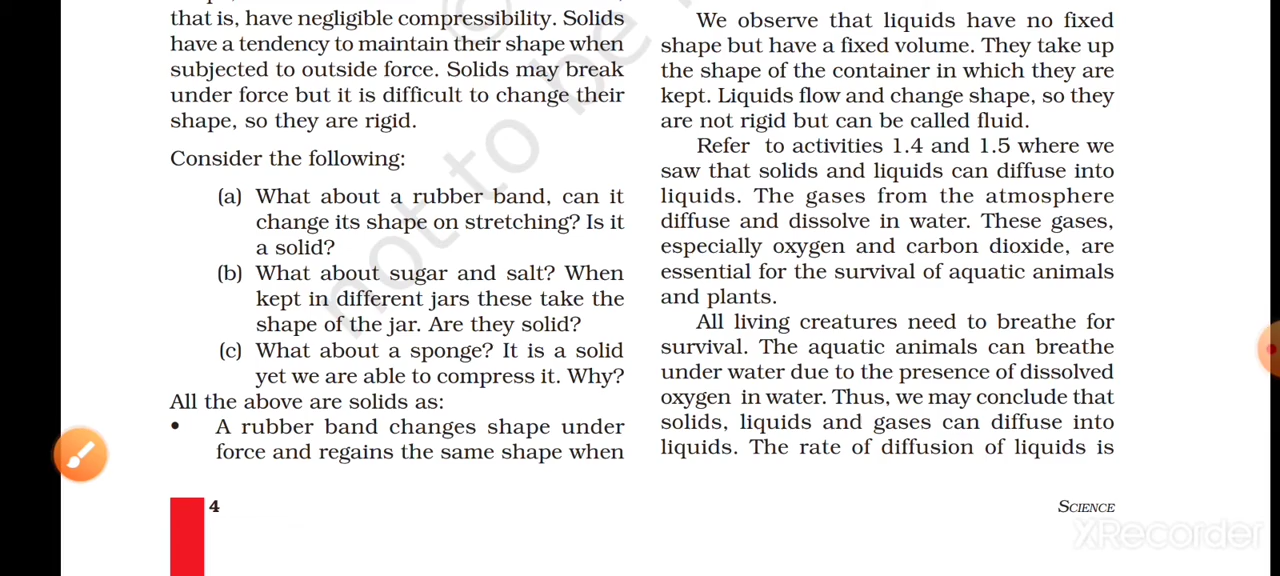 that is, have negligible compressibility. Solids
have a tendency to maintain their shape when
subjected to outside force. Solids may break
under force but it is difficult to change their
shape, so they are rigid.
Consider the following:
(a) What about a rubber band, can it
change its shape on stretching? Is it
a solid?
(b) What about sugar and salt? When
kept in different jars these take the
shape of the jar. Are they solid?
(c) What about a sponge? It is a solid
yet we are able to compress it. Why?
All the above are solids as:
• A rubber band changes shape under
force and regains the same shape when
We observe that liquids have no fixed
shape but have a fixed volume. They take up
the shape of the container in which they are
kept. Liquids flow and change shape, so they
are not rigid but can be called fluid.
Refer to activities 1.4 and 1.5 where we
saw that solids and liquids can diffuse into
liquids. The gases from the atmosphere
diffuse and dissolve in water. These gases,
especially oxygen and carbon dioxide, are
essential for the survival of aquatic animals
and plants.
All living creatures need to breathe for
survival. The aquatic animals can breathe
under water due to the presence of dissolved
oxygen in water. Thus, we may conclude that
solids, liquids and gases can diffuse into
liquids. The rate of diffusion of liquids is
not to be
©
4
SCIENCE
XRecorder